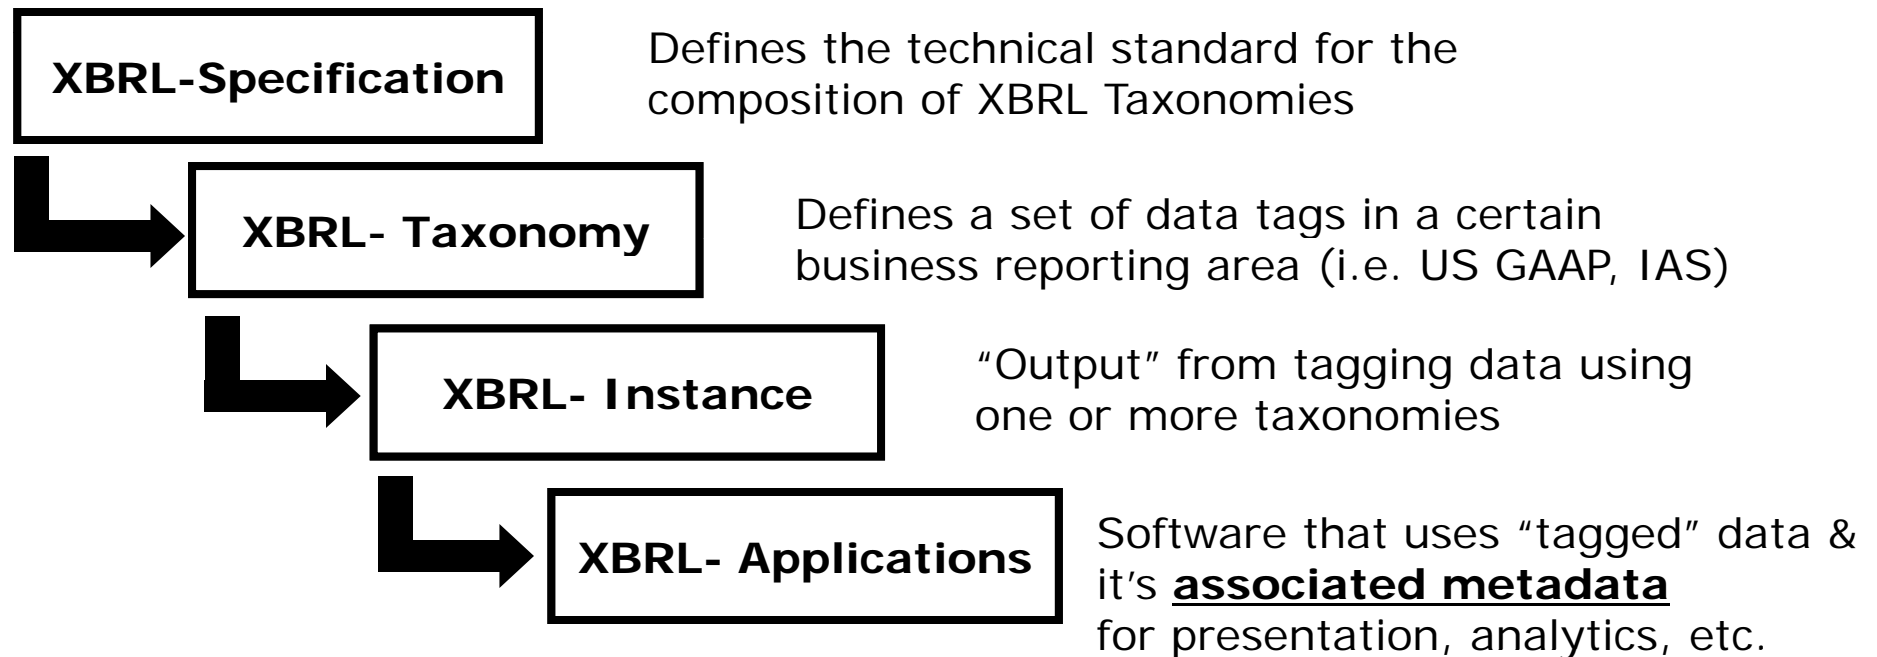 XBRL-Specification
Defines the technical standard for the
composition of XBRL Taxonomies
XBRL- Taxonomy
Defines a set of data tags in a certain
business reporting area (i.e. US GAAP, IAS)
XBRL- Instance
“Output” from tagging data using
one or more taxonomies
XBRL- Applications
Software that uses “tagged” data &
it's associated metadata
for presentation, analytics, etc.